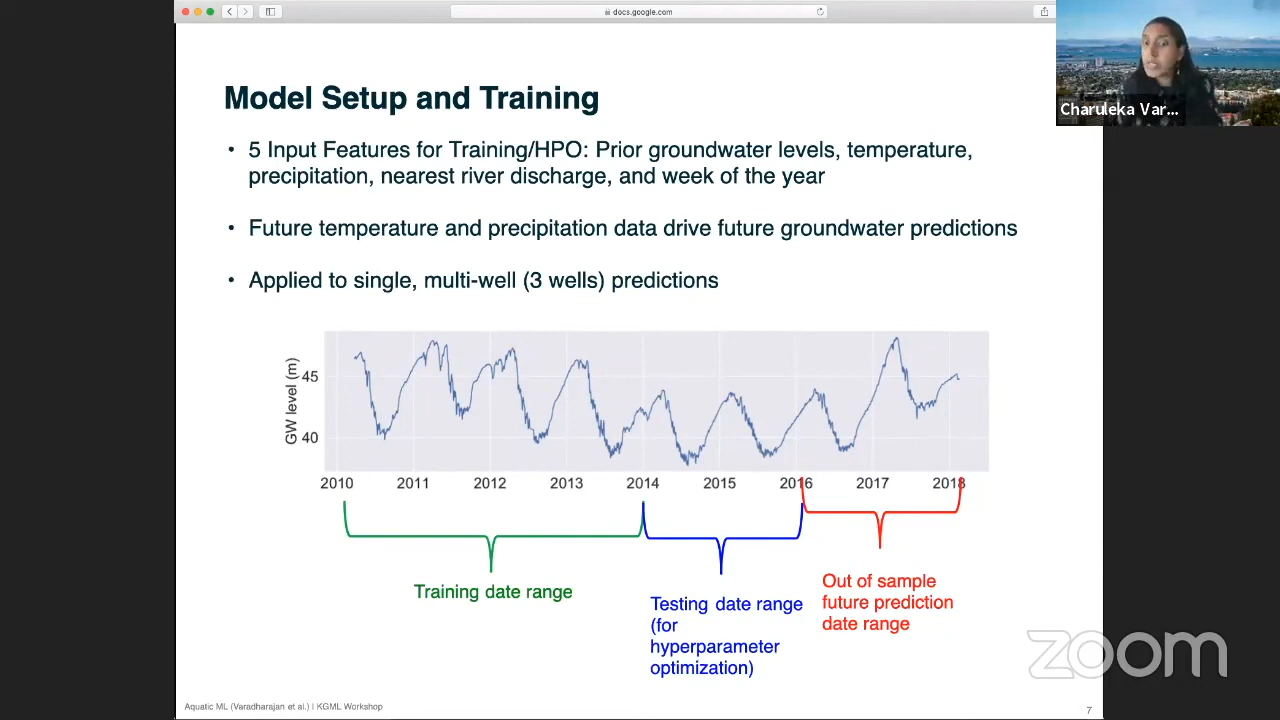 docs.google.com
Charuleka Var...
Model Setup and Training
• 5 Input Features for Training/HPO: Prior groundwater levels, temperature,
precipitation, nearest river discharge, and week of the year
• Future temperature and precipitation data drive future groundwater predictions
• Applied to single, multi-well (3 wells) predictions
GW level (m)
45
40
2010 2011 2012 2013 2014 2015 2016 2017 2018
Training date range
Testing date range
(for
hyperparameter
optimization)
Out of sample
future prediction
date range
zoom
Aquatic ML (Varadharajan et al.) I KGML Workshop
7